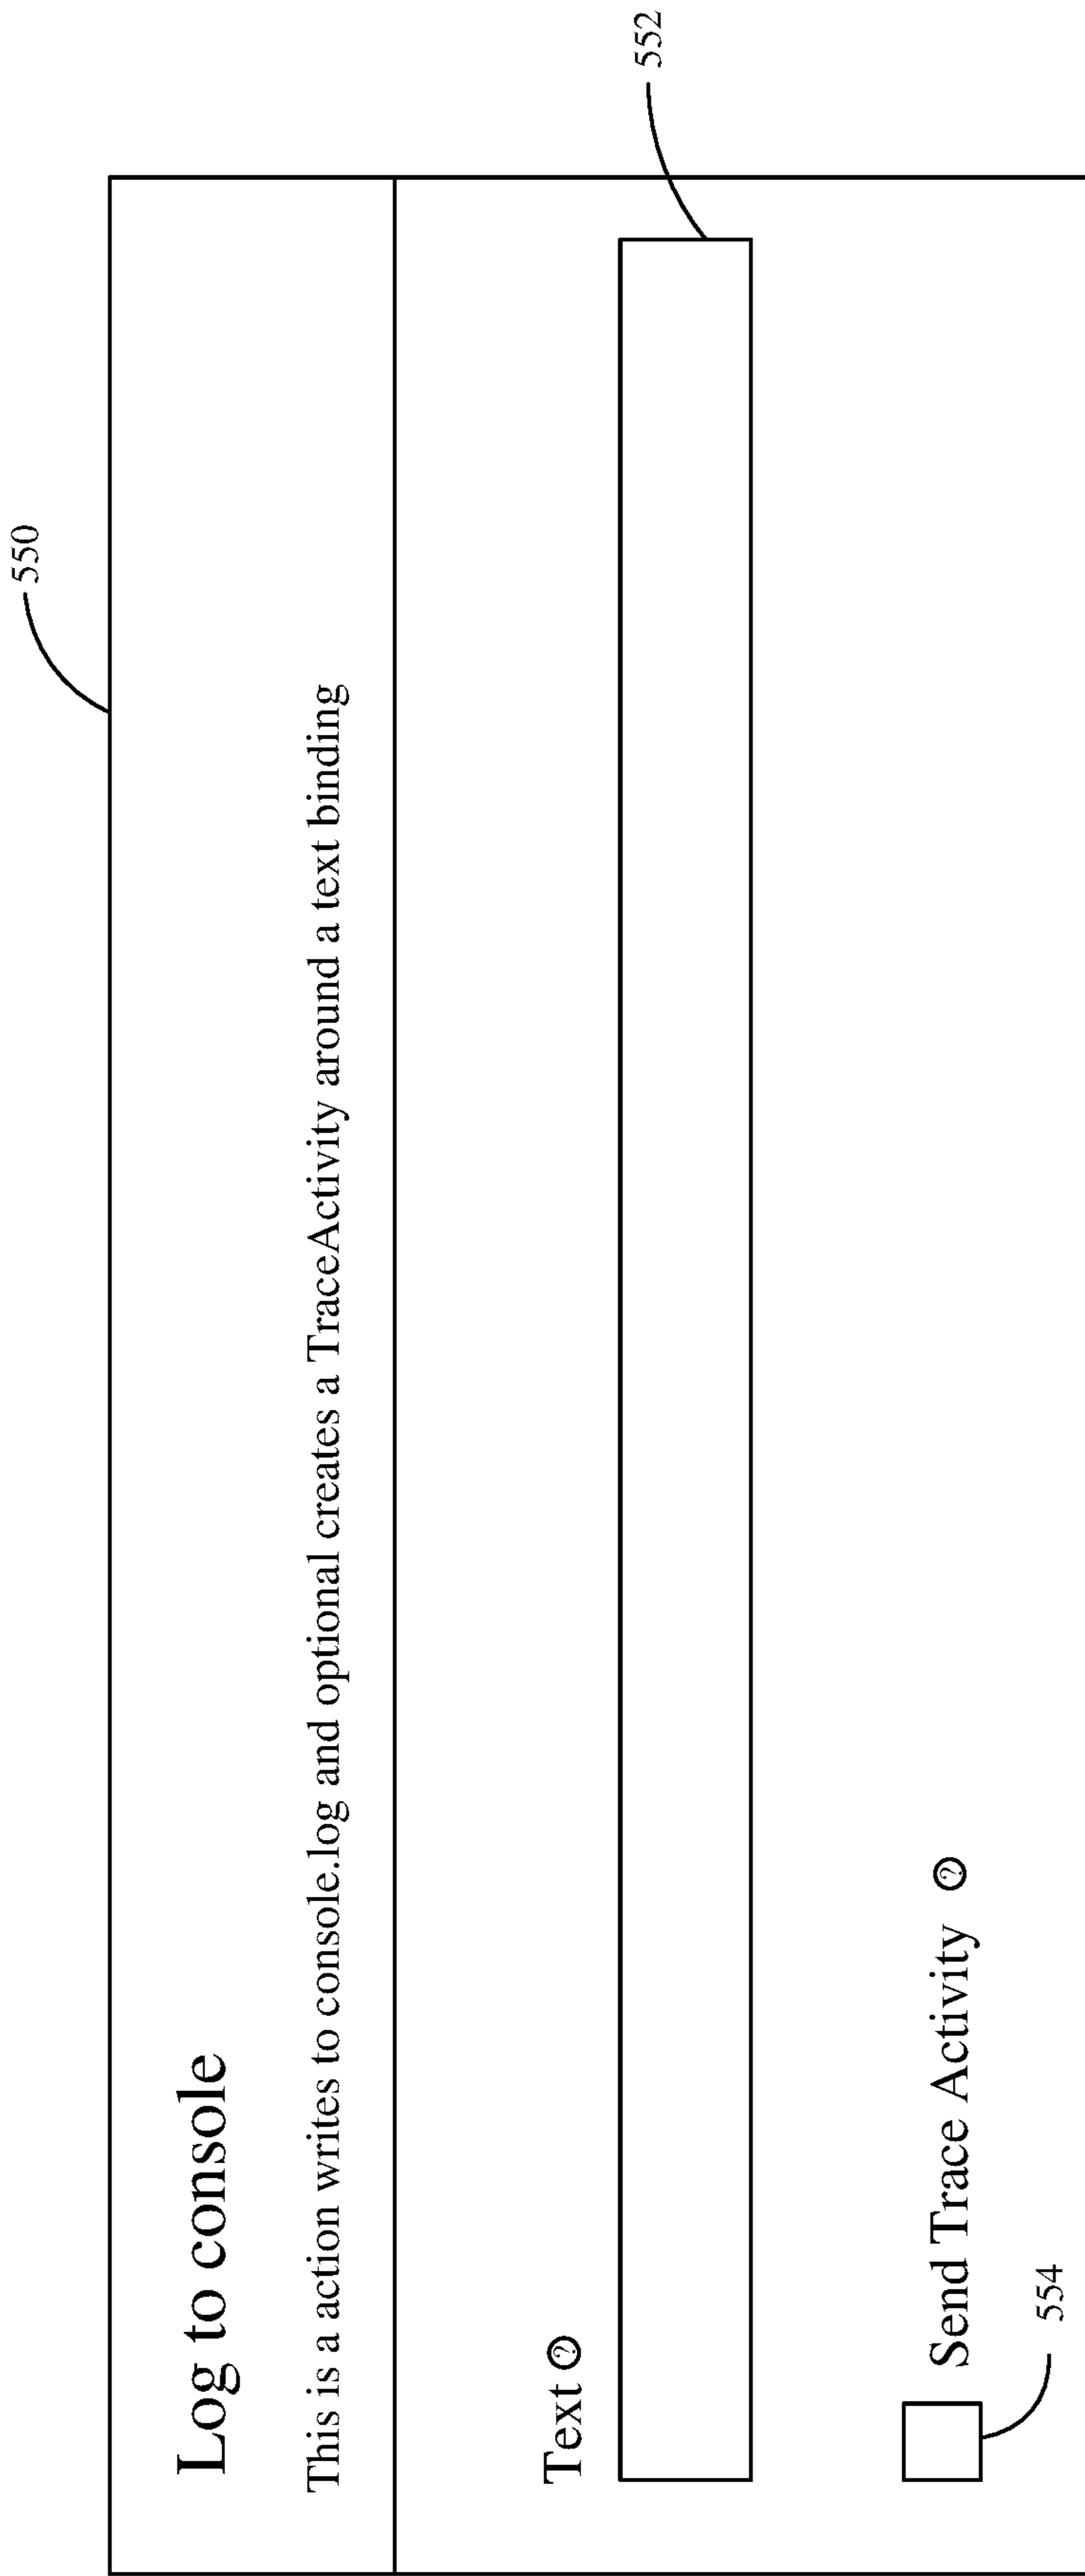 550
Log to console
This is a action writes to console.log and optional creates a TraceActivity around a text binding
Text ?
552
Send Trace Activity ?
554